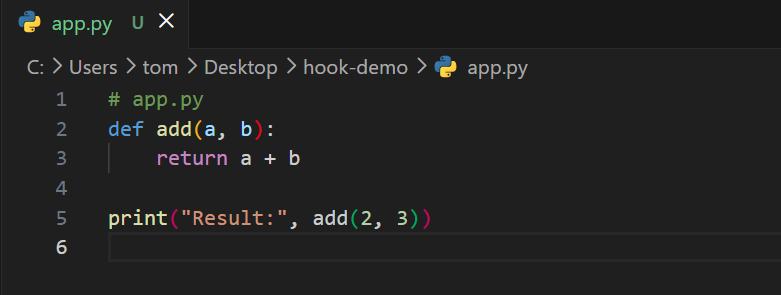 app.py U
C: > Users > tom > Desktop > hook-demo > app.py
1 # app.py
2 def add(a, b):
3     return a + b
4
5 print("Result:", add(2, 3))
6